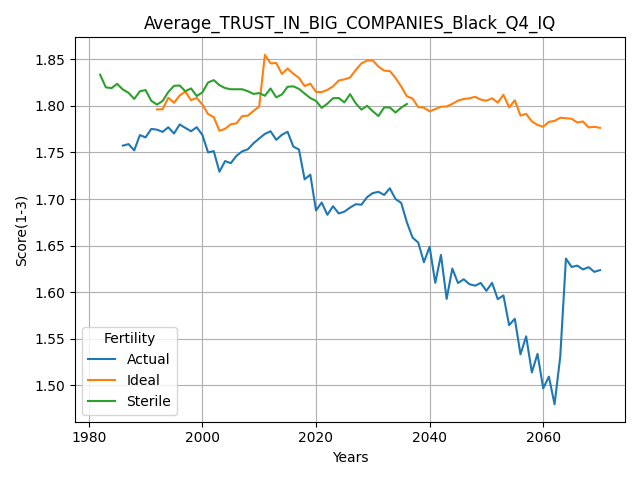 Average_TRUST_IN_BIG_COMPANIES_Black_Q4_IQ
Score(1-3)
1.85
1.80
1.75
1.70
1.65
1.60
1.55
1.50
Fertility
Actual
Ideal
Sterile
1980
2000
2020
2040
2060
Years